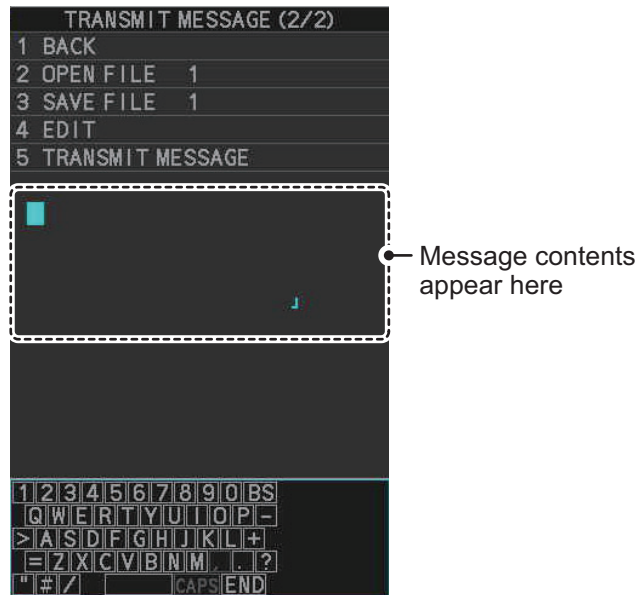 TRANSMIT MESSAGE (2/2)
1 BACK
2 OPEN FILE 1
3 SAVE FILE 1
4 EDIT
5 TRANSMIT MESSAGE
Message contents
appear here
1 2 3 4 5 6 7 8 9 0 BS
Q W E R T Y U I O P -
> A S D F G H J K L +
= Z X C V B N M , . ?
" # / CAPS END